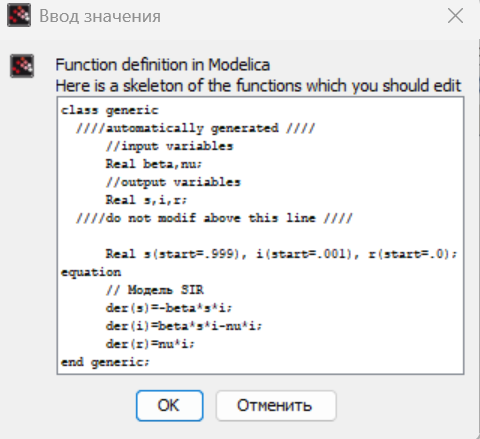 Ввод значения
Function definition in Modelica
Here is a skeleton of the functions which you should edit
class generic
////automatically generated ////
//input variables
Real beta,nu;
//output variables
Real s,i,r;
////do not modif above this line ////
Real s(start=.999), i(start=.001), r(start=.0);
equation
// Модель SIR
der(s)=-beta*s*i;
der(i)=beta*s*i-nu*i;
der(r)=nu*i;
end generic;
OK
Отменить